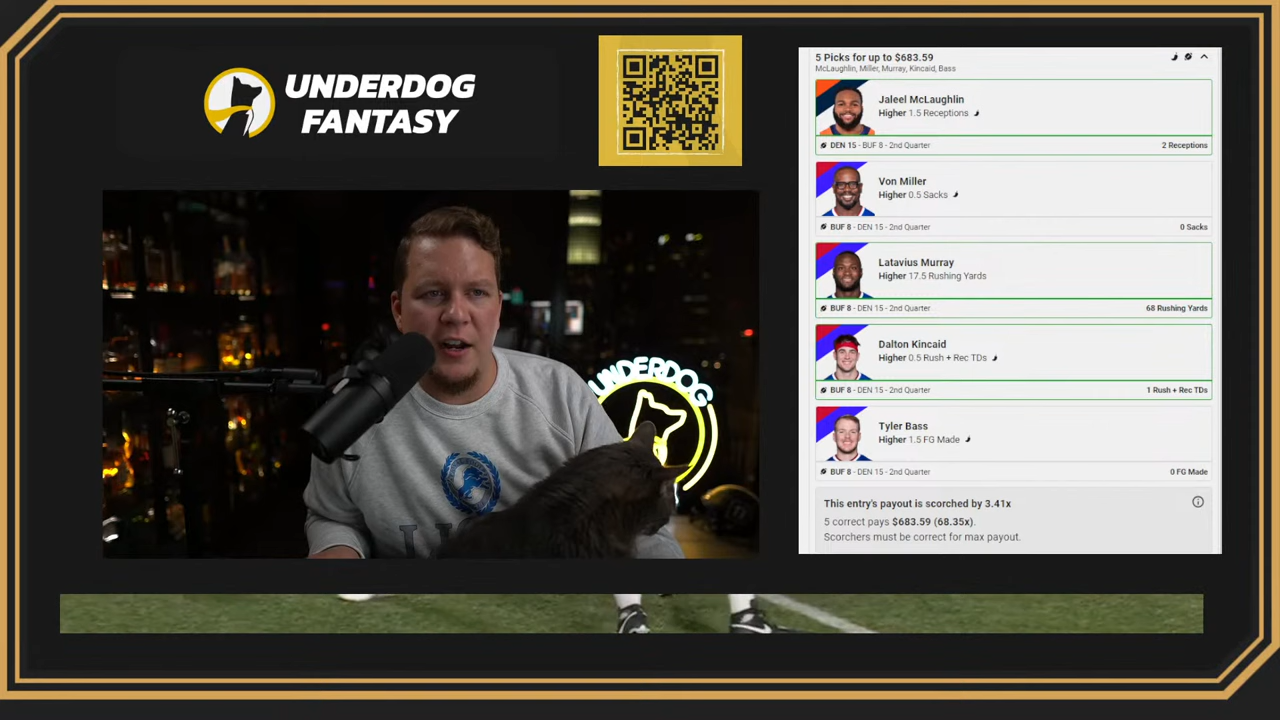 UNDERDOG
FANTASY
UNDERDOG
5 Picks for up to $683.59
McLaughlin, Miller, Murray, Kincaid, Bass
Jaleel McLaughlin
Higher 1.5 Receptions
DEN 15 - BUF 8 - 2nd Quarter
2 Receptions
Von Miller
Higher 0.5 Sacks
BUF 8 - DEN 15 - 2nd Quarter
0 Sacks
Latavius Murray
Higher 17.5 Rushing Yards
BUF 8 - DEN 15 - 2nd Quarter
68 Rushing Yards
Dalton Kincaid
Higher 0.5 Rush + Rec TDs
BUF 8 - DEN 15 - 2nd Quarter
1 Rush + Rec TDs
Tyler Bass
Higher 1.5 FG Made
BUF 8 - DEN 15 - 2nd Quarter
0 FG Made
This entry's payout is scorched by 3.41x
5 correct pays $683.59 (68.35x).
Scorchers must be correct for max payout.